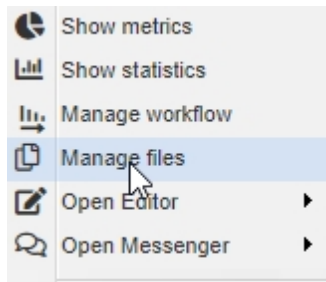 Show metrics
Show statistics
Manage workflow
Manage files
Open Editor
Open Messenger